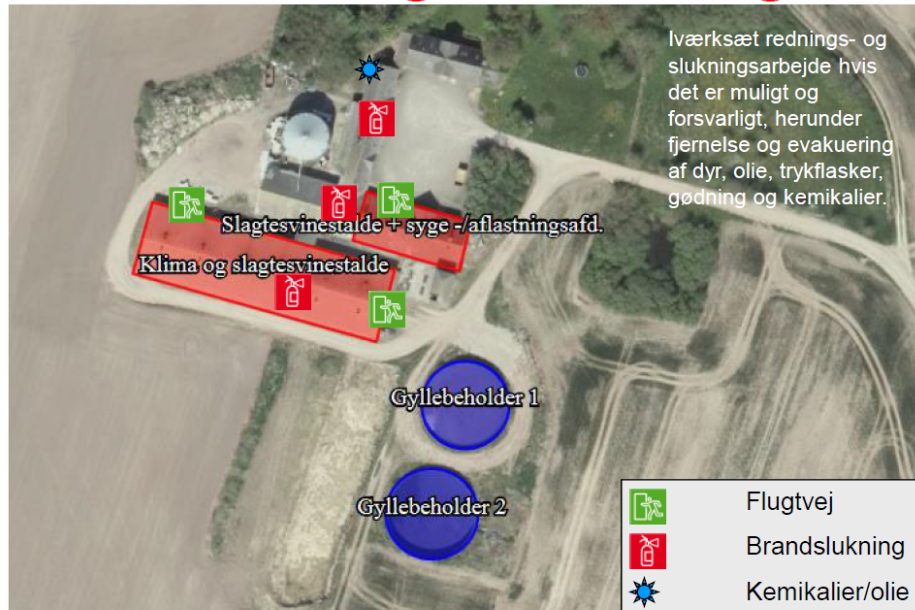 Iværksæt rednings- og
slukningsarbejde hvis
det er muligt og
forsvarligt, herunder
fjernelse og evakuering
af dyr, olie, trykflasker,
gødning og kemikalier.
Slagtesvinestalde + syge -/aflastningsafd.
Klima og slagtesvinestalde
Gyllebeholder 1
Gyllebeholder 2
Flugtvej
Brandslukning
Kemikalier/olie